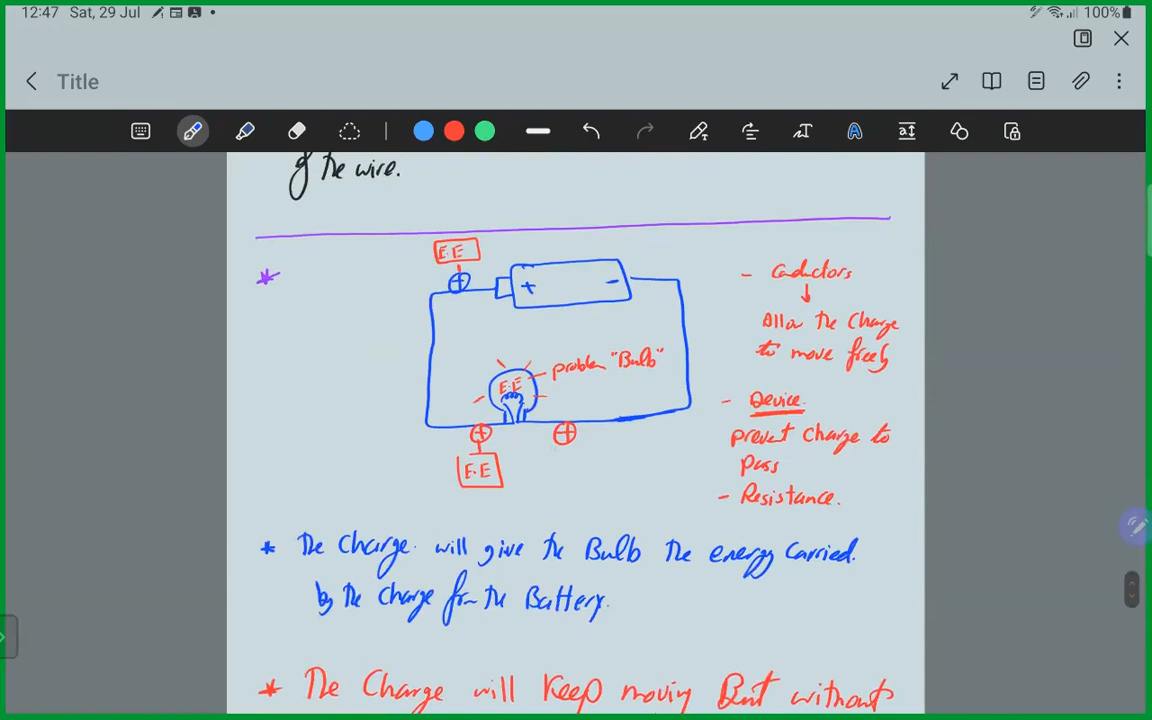 12:47 Sat, 29 Jul
100%
Title
of the wire.
E.E
+
+ -
- Conductors
Allow the Charge
to move freely
problem "Bulb"
E.E
- Device.
prevent Charge to
pass
- Resistance.
+ +
E.E
* The Charge. will give the Bulb the energy Carried.
by the Charge from the Battery.
* The Charge will Keep moving But without